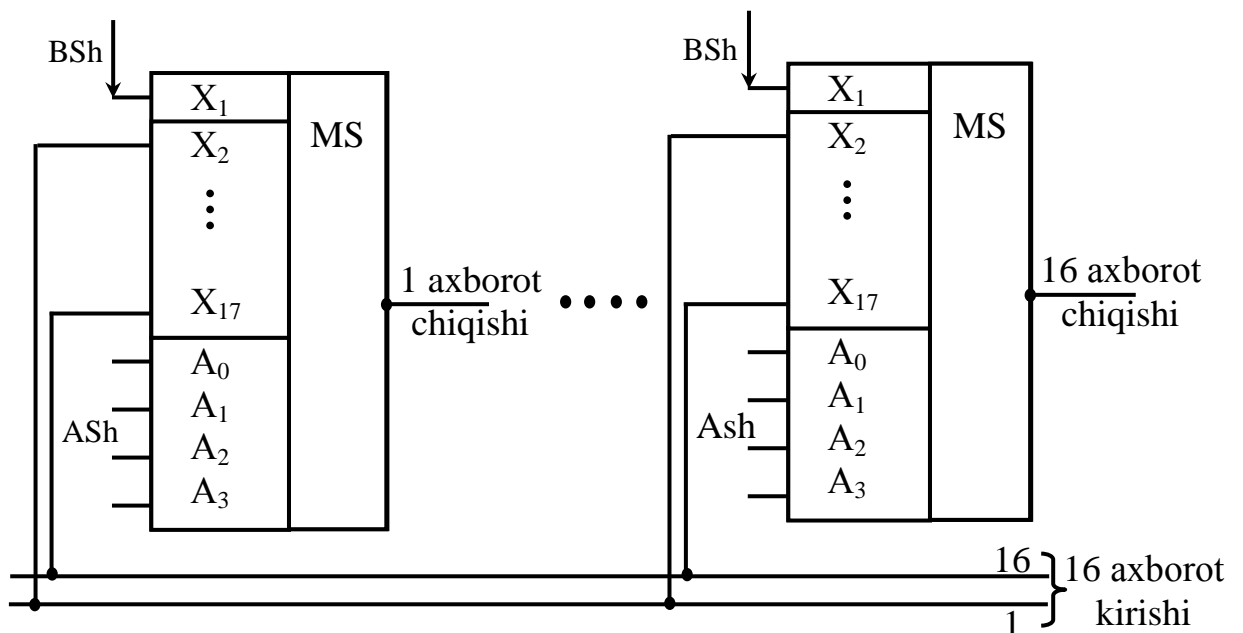 BSh
X₁
MS
X₂
X₁₇
A₀
A₁
ASh
A₂
A₃
1 axborot
chiqishi
BSh
X₁
MS
X₂
X₁₇
A₀
A₁
Ash
A₂
A₃
16 axborot
chiqishi
16
1
16 axborot
kirishi